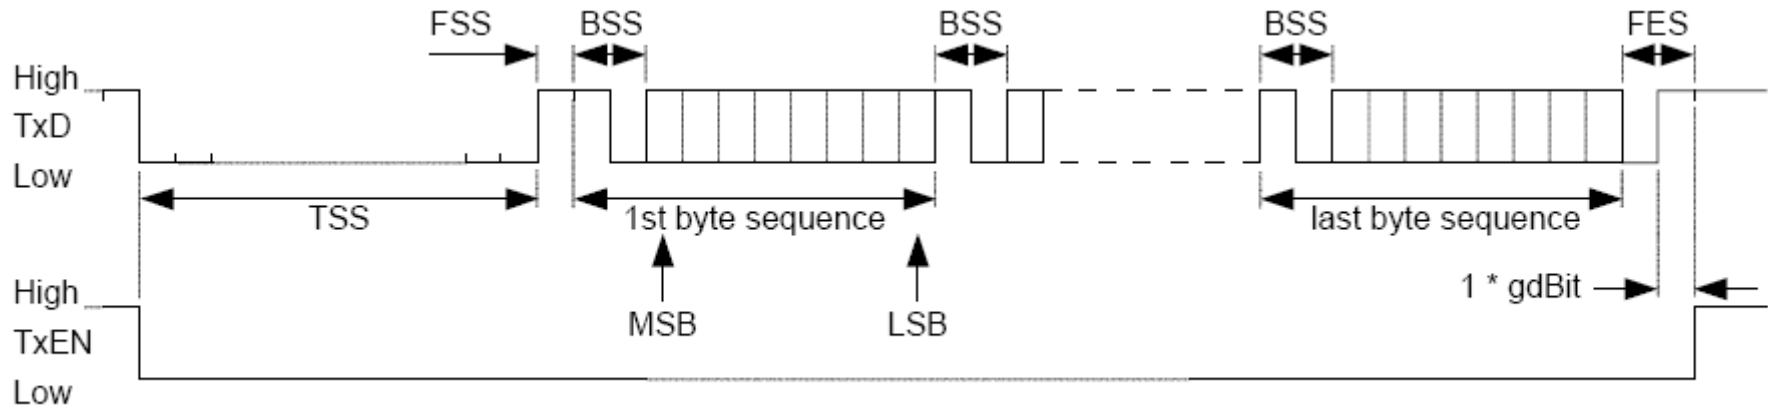 FSS BSS BSS BSS FES
High
TxD
Low
TSS 1st byte sequence last byte sequence
High 1 * gdBit
MSB LSB
TxEN
Low